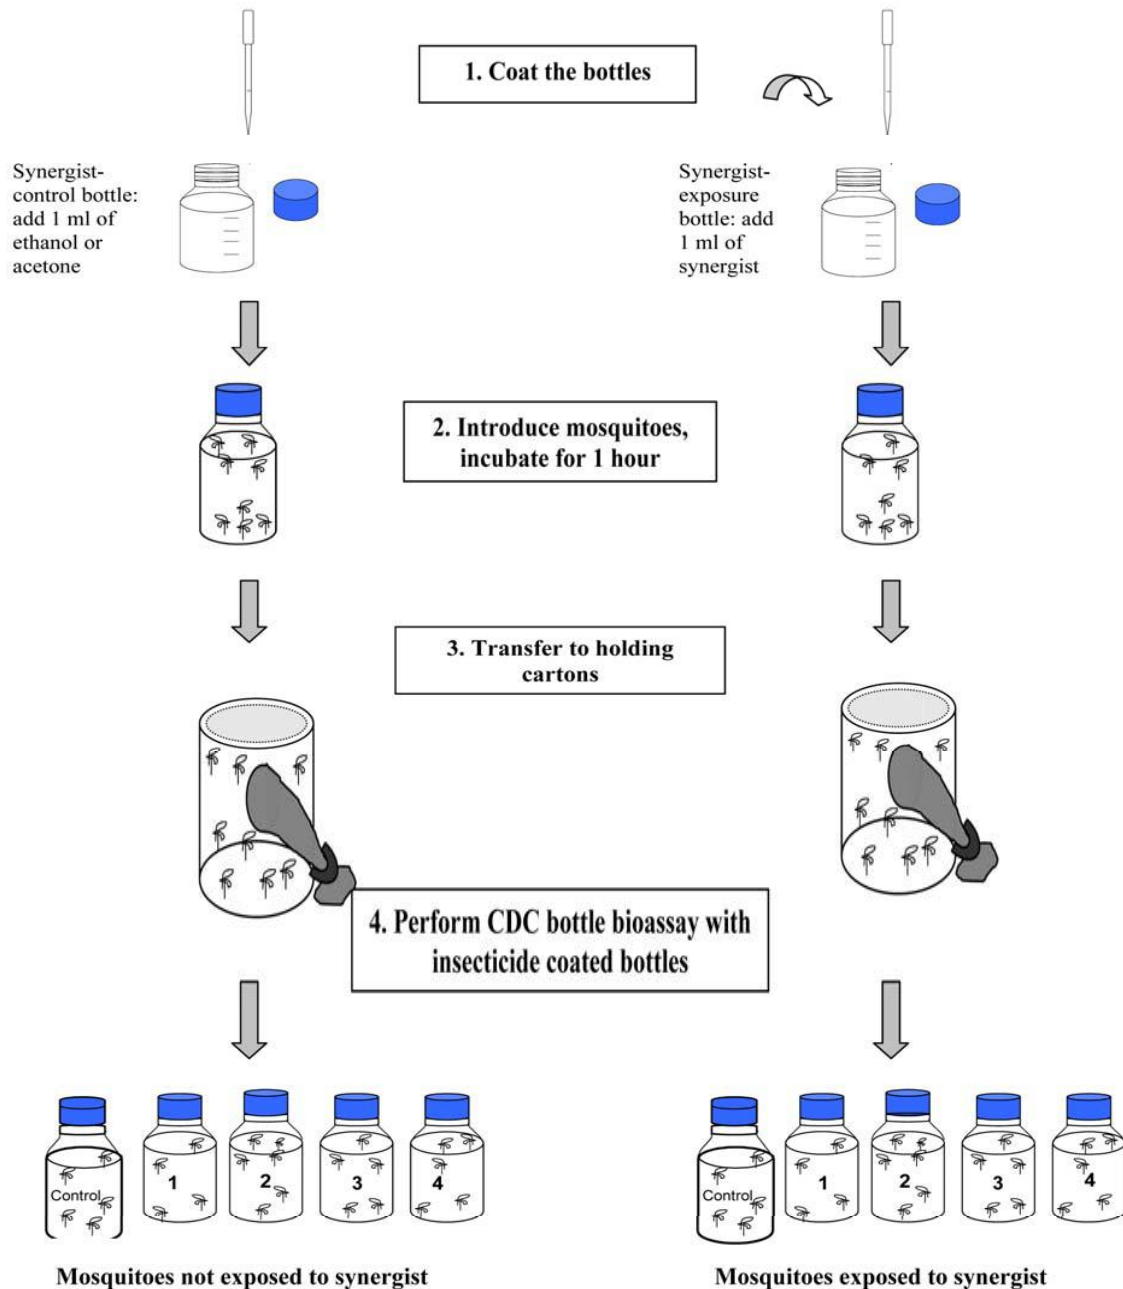 1. Coat the bottles
Synergist-
control bottle:
add 1 ml of
ethanol or
acetone
Synergist-
exposure
bottle: add
1 ml of
synergist
2. Introduce mosquitoes,
incubate for 1 hour
3. Transfer to holding
cartons
4. Perform CDC bottle bioassay with
insecticide coated bottles
Control
1
2
3
4
Control
1
2
3
4
Mosquitoes not exposed to synergist
Mosquitoes exposed to synergist